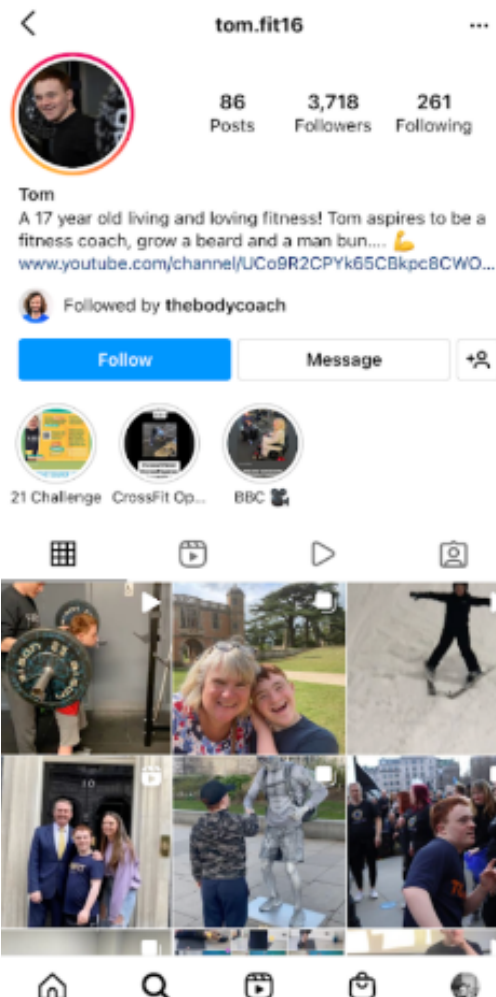 tom.fit16
86 3,718 261
Posts Followers Following
Tom
A 17 year old living and loving fitness! Tom aspires to be a
fitness coach, grow a beard and a man bun.... 💪
www.youtube.com/channel/UCo9R2CPYk65CBkpc8CWO...
Followed by thebodycoach
Follow Message
21 Challenge CrossFit Op... BBC 🎥
10